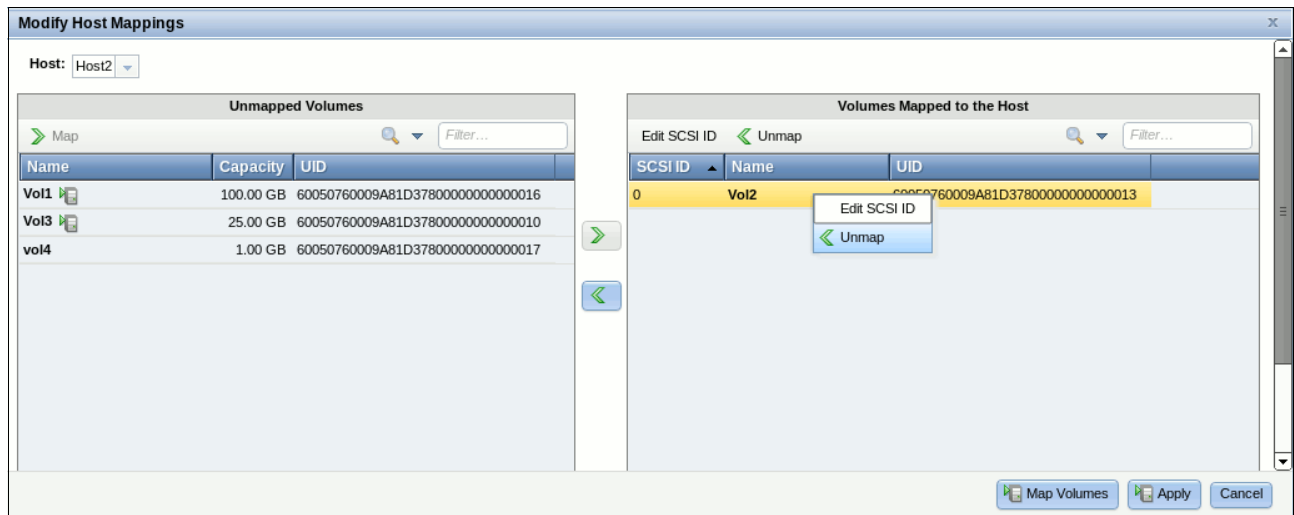 Modify Host Mappings
x
Host: Host2
Unmapped Volumes
Map
Filter...
Name Capacity UID
Vol1 100.00 GB 60050760009A81D37800000000000016
Vol3 25.00 GB 60050760009A81D37800000000000010
vol4 1.00 GB 60050760009A81D37800000000000017
Volumes Mapped to the Host
Edit SCSI ID Unmap
Filter...
SCSI ID Name UID
0 Vol2 60050760009A81D37800000000000013
Edit SCSI ID
Unmap
Map Volumes Apply Cancel